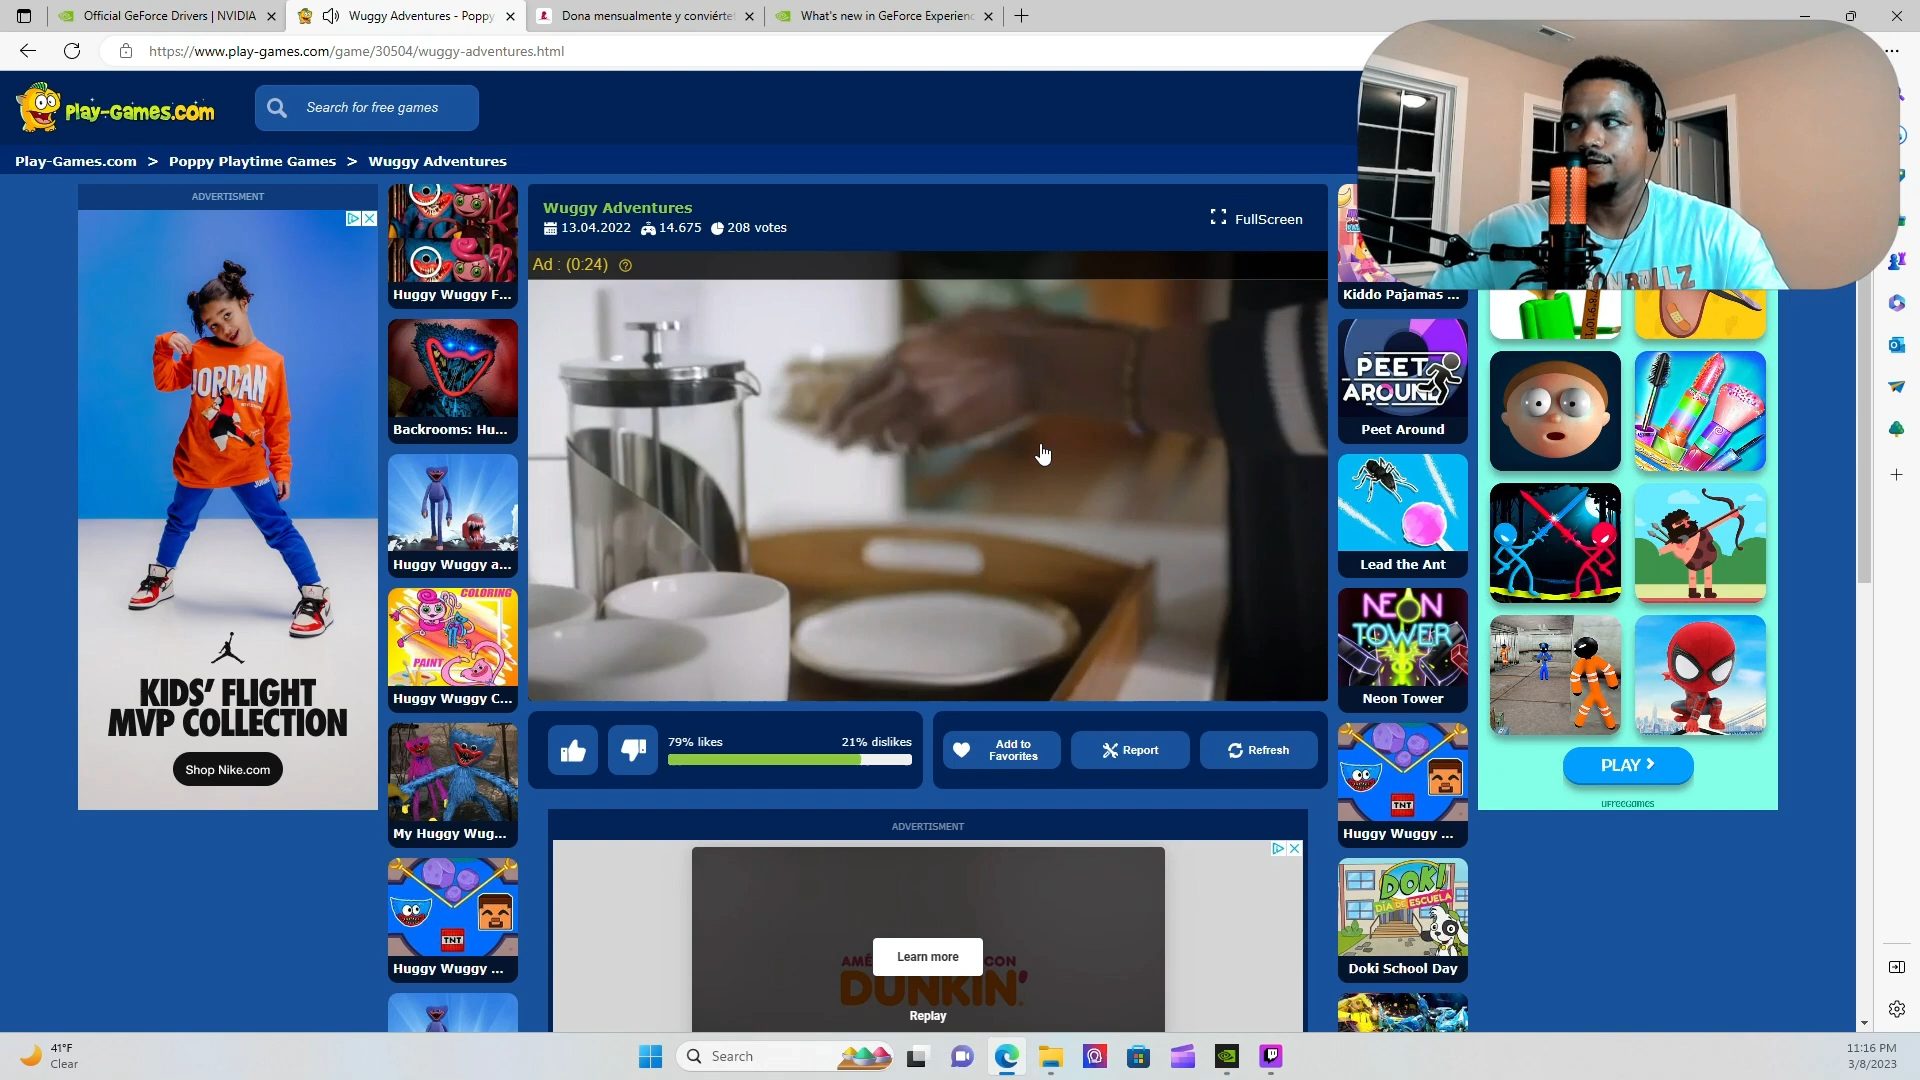 Official GeForce Drivers | NVIDIA
Wuggy Adventures - Poppy
Dona mensualmente y conviérte
What's new in GeForce Experienc
https://www.play-games.com/game/30504/wuggy-adventures.html
Play-Games.com
Search for free games
Play-Games.com > Poppy Playtime Games > Wuggy Adventures
ADVERTISMENT
JORDAN
KIDS' FLIGHT
MVP COLLECTION
Shop Nike.com
Huggy Wuggy F...
Backrooms: Hu...
Huggy Wuggy a...
COLORING
PAINT
Huggy Wuggy C...
My Huggy Wug...
TNT
Huggy Wuggy ...
Wuggy Adventures
13.04.2022 14.675 208 votes
FullScreen
Ad : (0:24)
79% likes 21% dislikes
Add to
Favorites
Report
Refresh
ADVERTISMENT
Learn more
DUNKIN'
Replay
Kiddo Pajamas ...
PEET
AROUND
Peet Around
Lead the Ant
NEON
TOWER
Neon Tower
TNT
Huggy Wuggy ...
DOKI
DIA DE ESCUELA
Doki School Day
PLAY
UFREEGAMES
41°F
Clear
Search
11:16 PM
3/8/2023